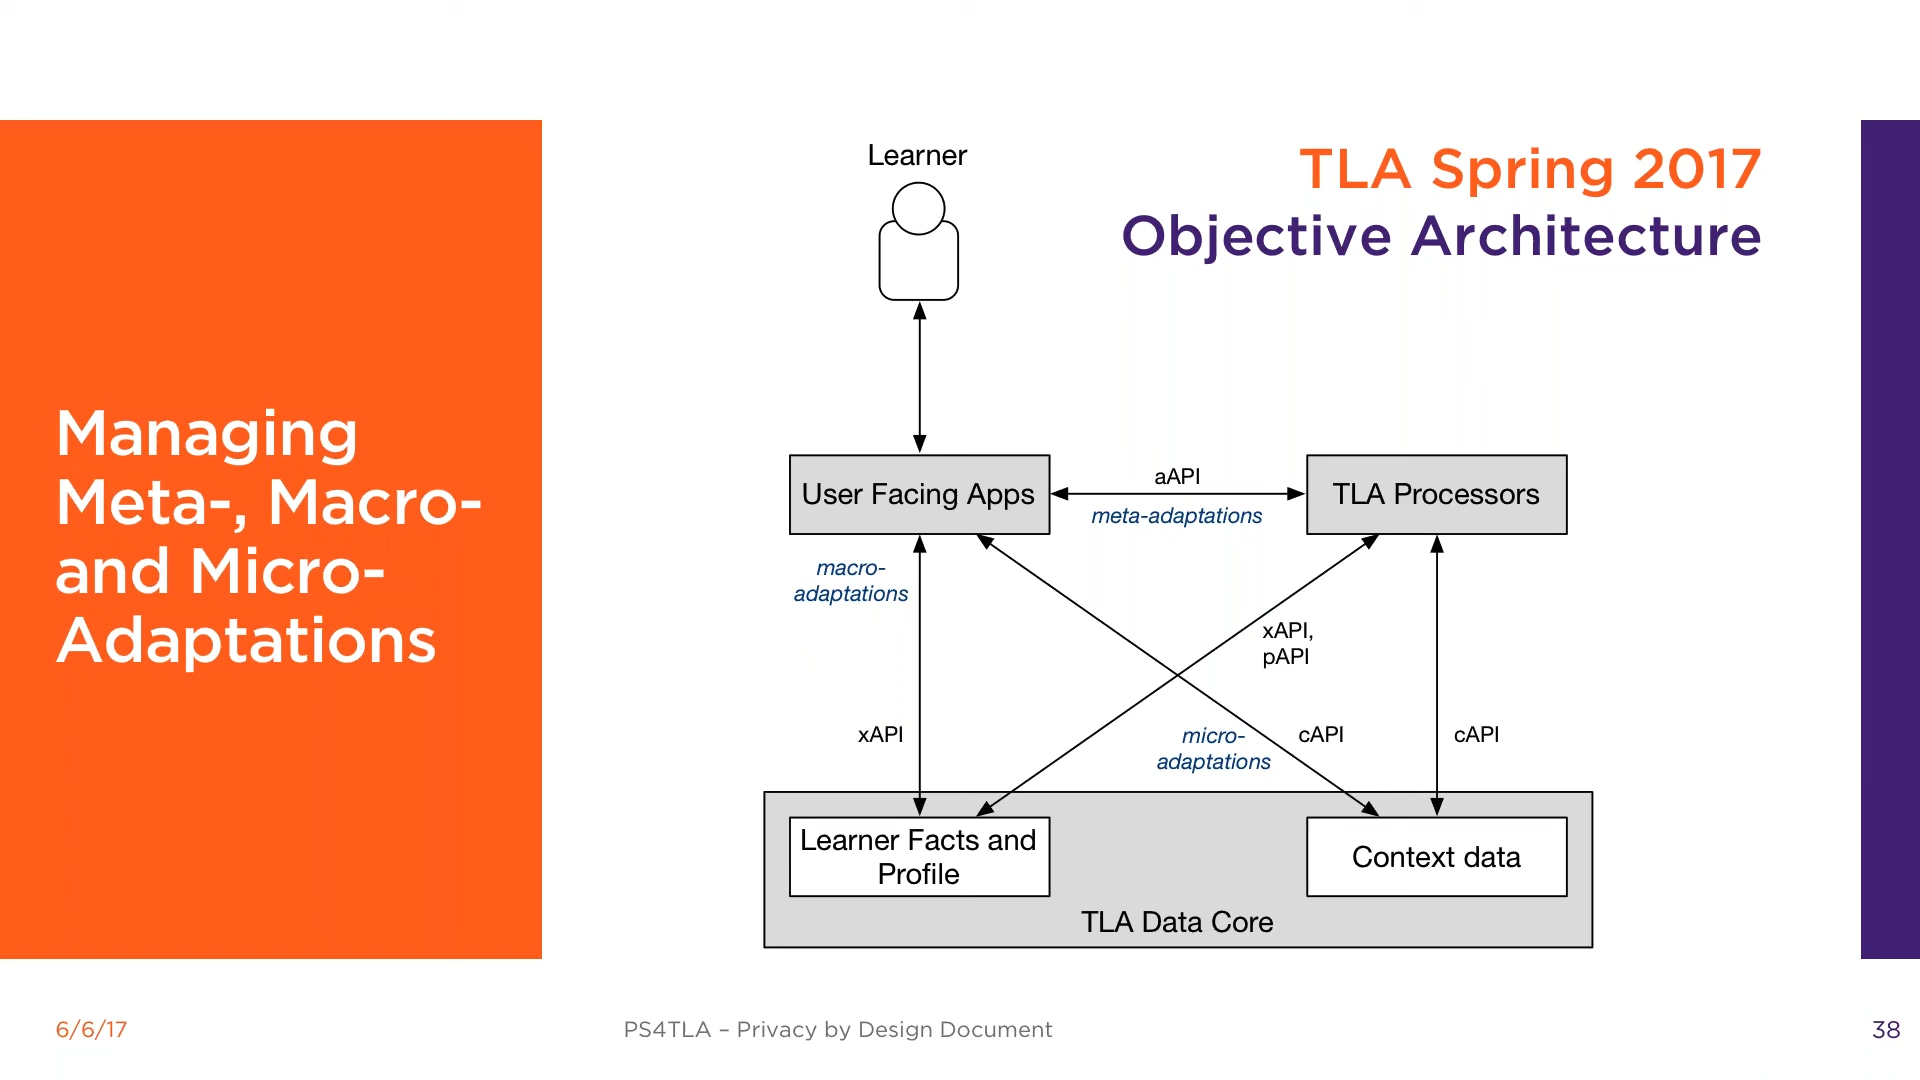 Managing
Meta-, Macro-
and Micro-
Adaptations
TLA Spring 2017
Objective Architecture
Learner
User Facing Apps
aAPI
meta-adaptations
TLA Processors
macro-
adaptations
xAPI,
pAPI
xAPI
micro-
adaptations
cAPI
cAPI
Learner Facts and
Profile
Context data
TLA Data Core
6/6/17
PS4TLA – Privacy by Design Document
38